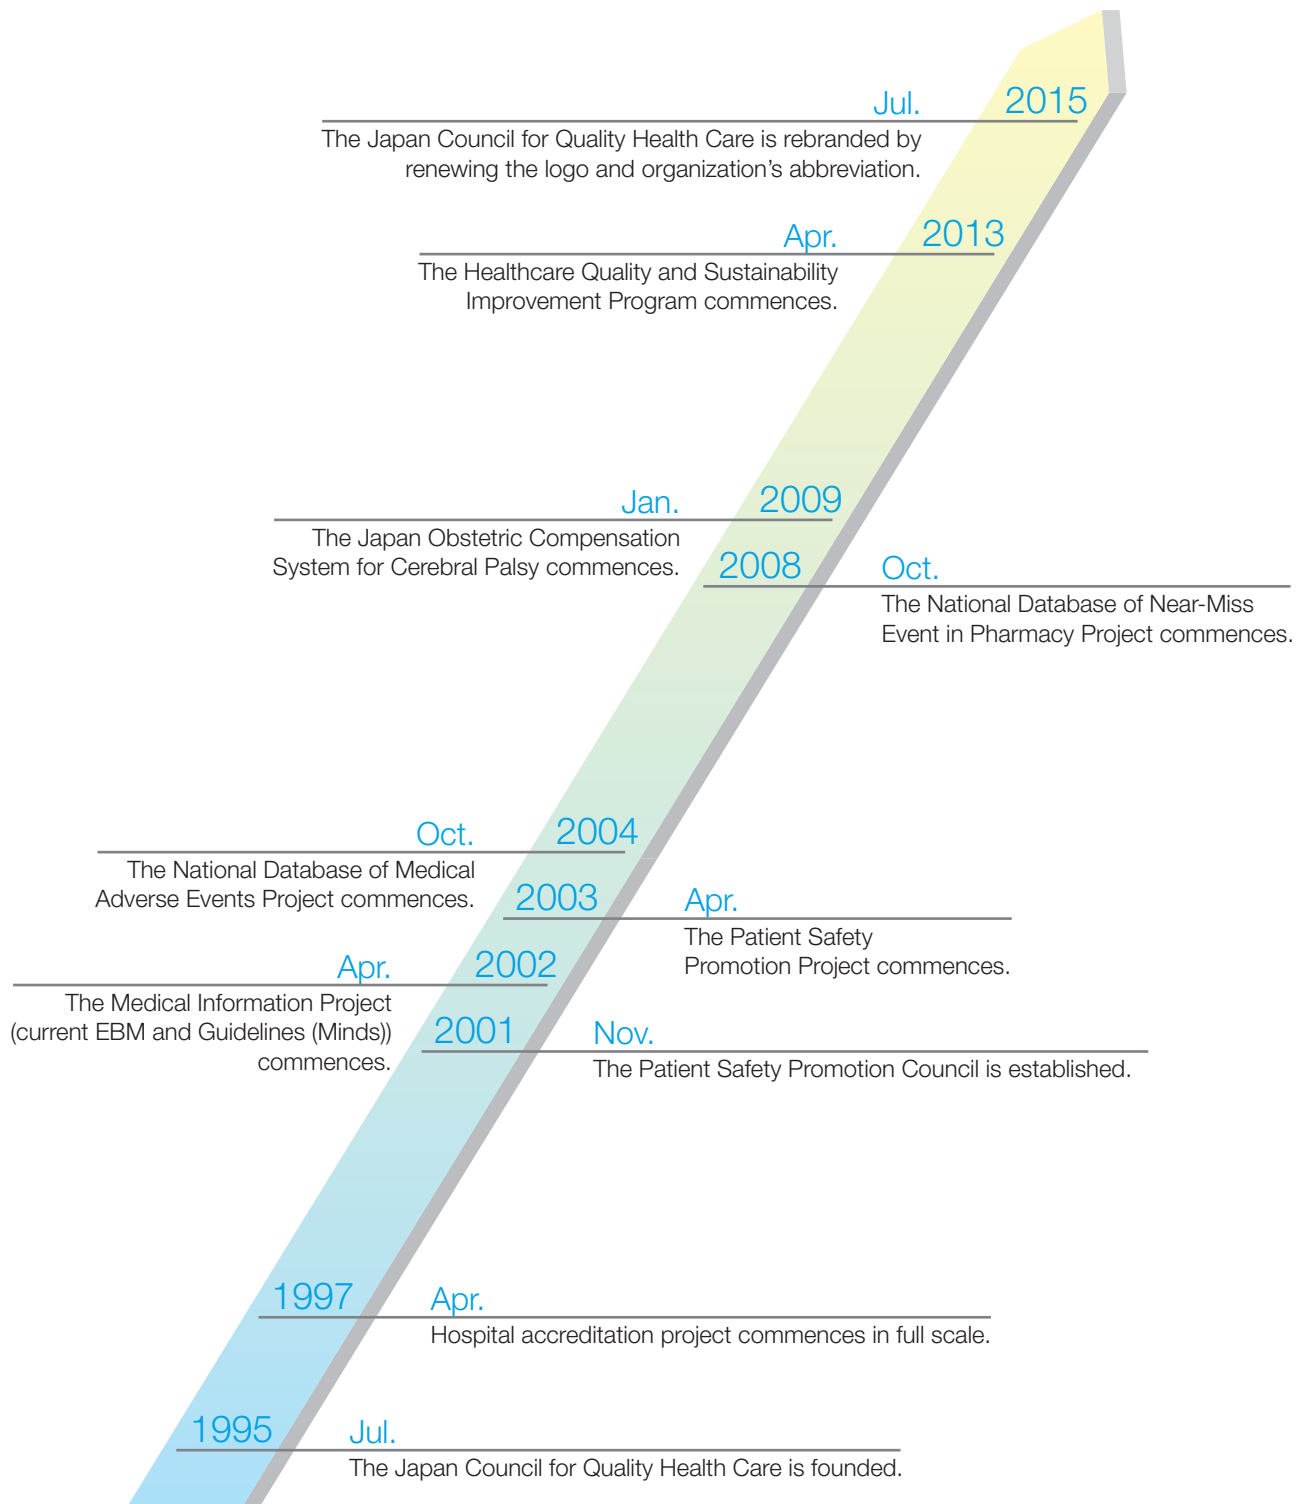 Jul. 2015
The Japan Council for Quality Health Care is rebranded by
renewing the logo and organization’s abbreviation.
Apr. 2013
The Healthcare Quality and Sustainability
Improvement Program commences.
Jan. 2009
The Japan Obstetric Compensation
System for Cerebral Palsy commences.
2008 Oct.
The National Database of Near-Miss
Event in Pharmacy Project commences.
Oct. 2004
The National Database of Medical
Adverse Events Project commences.
2003 Apr.
The Patient Safety
Promotion Project commences.
Apr. 2002
The Medical Information Project
(current EBM and Guidelines (Minds))
commences.
2001 Nov.
The Patient Safety Promotion Council is established.
1997 Apr.
Hospital accreditation project commences in full scale.
1995 Jul.
The Japan Council for Quality Health Care is founded.